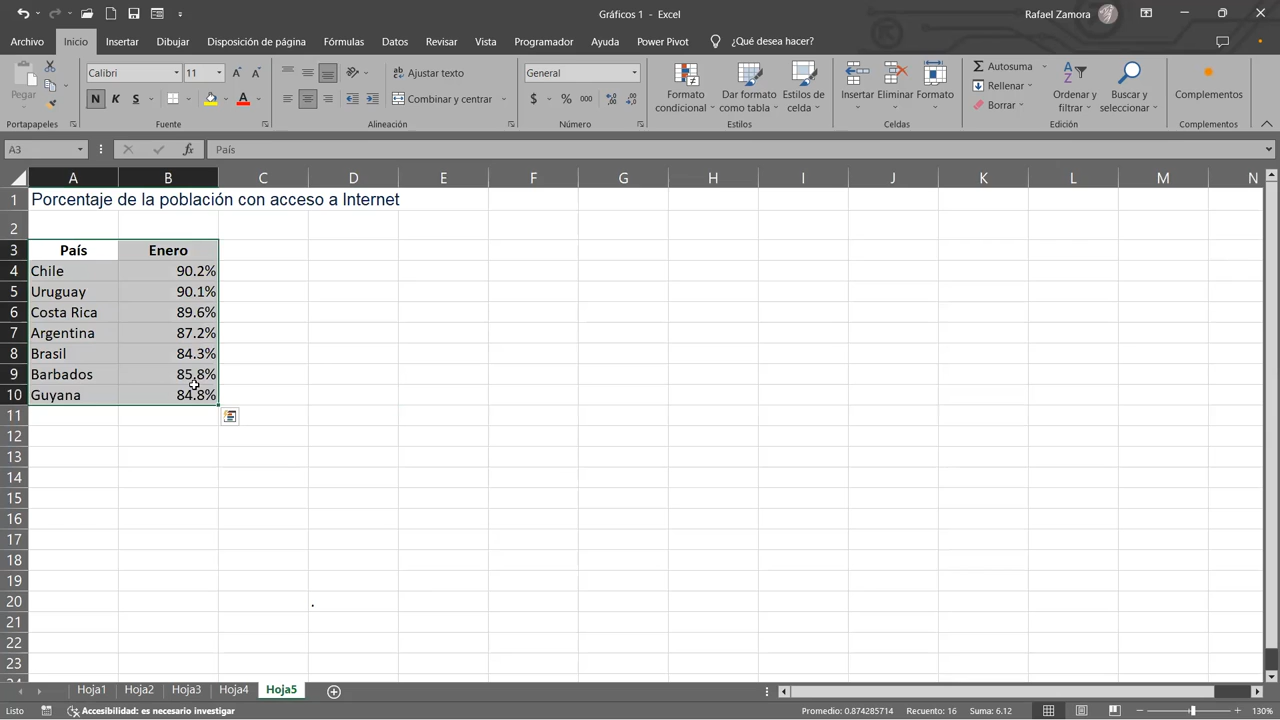 Gráficos 1 - Excel
Rafael Zamora
Archivo Inicio Insertar Dibujar Disposición de página Fórmulas Datos Revisar Vista Programador Ayuda Power Pivot ¿Qué desea hacer?
Pegar
Calibri 11
N K S
Ajustar texto
Combinar y centrar
General
$ % 000
Formato condicional
Dar formato como tabla
Estilos de celda
Insertar Eliminar Formato
Autosuma
Rellenar
Borrar
Ordenar y filtrar
Buscar y seleccionar
Complementos
Portapapeles Fuente Alineación Número Estilos Celdas Edición Complementos
A3 fx País
A B C D E F G H I J K L M N
1 Porcentaje de la población con acceso a Internet
2
3 País Enero
4 Chile 90.2%
5 Uruguay 90.1%
6 Costa Rica 89.6%
7 Argentina 87.2%
8 Brasil 84.3%
9 Barbados 85.8%
10 Guyana 84.8%
11
12
13
14
15
16
17
18
19
20 .
21
22
23
Hoja1 Hoja2 Hoja3 Hoja4 Hoja5
Listo Accesibilidad: es necesario investigar Promedio: 0.874285714 Recuento: 16 Suma: 6.12 130%